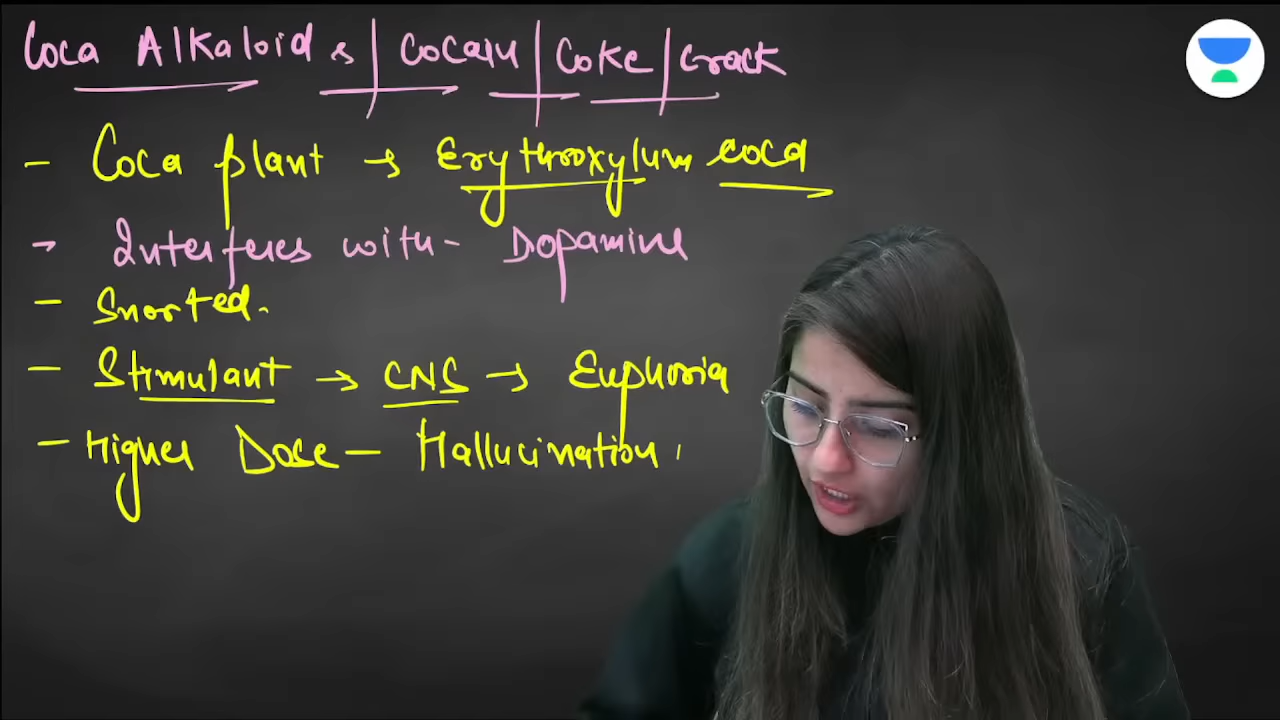 Coca Alkaloids | Cocain | Coke | Crack
- Coca plant → Erythroxylum coca
- Interferes with - Dopamine
- Snorted.
- Stimulant → CNS → Euphoria
- Higher Dose - Hallucination,